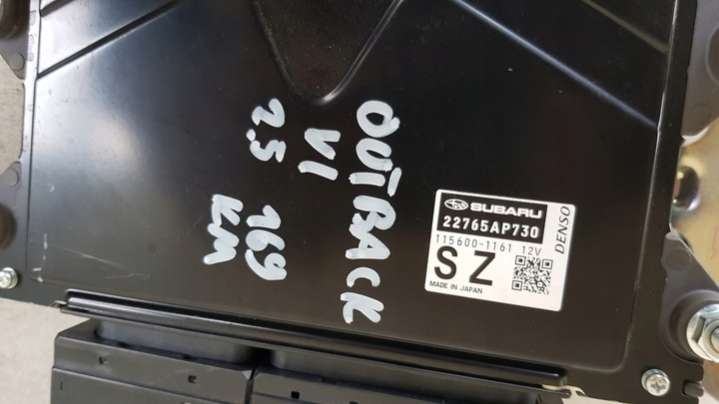 OUTBACK
VI
2.5 169
KM
SUBARU
22765AP730
115600-1161 12V
DENSO
SZ
MADE IN JAPAN